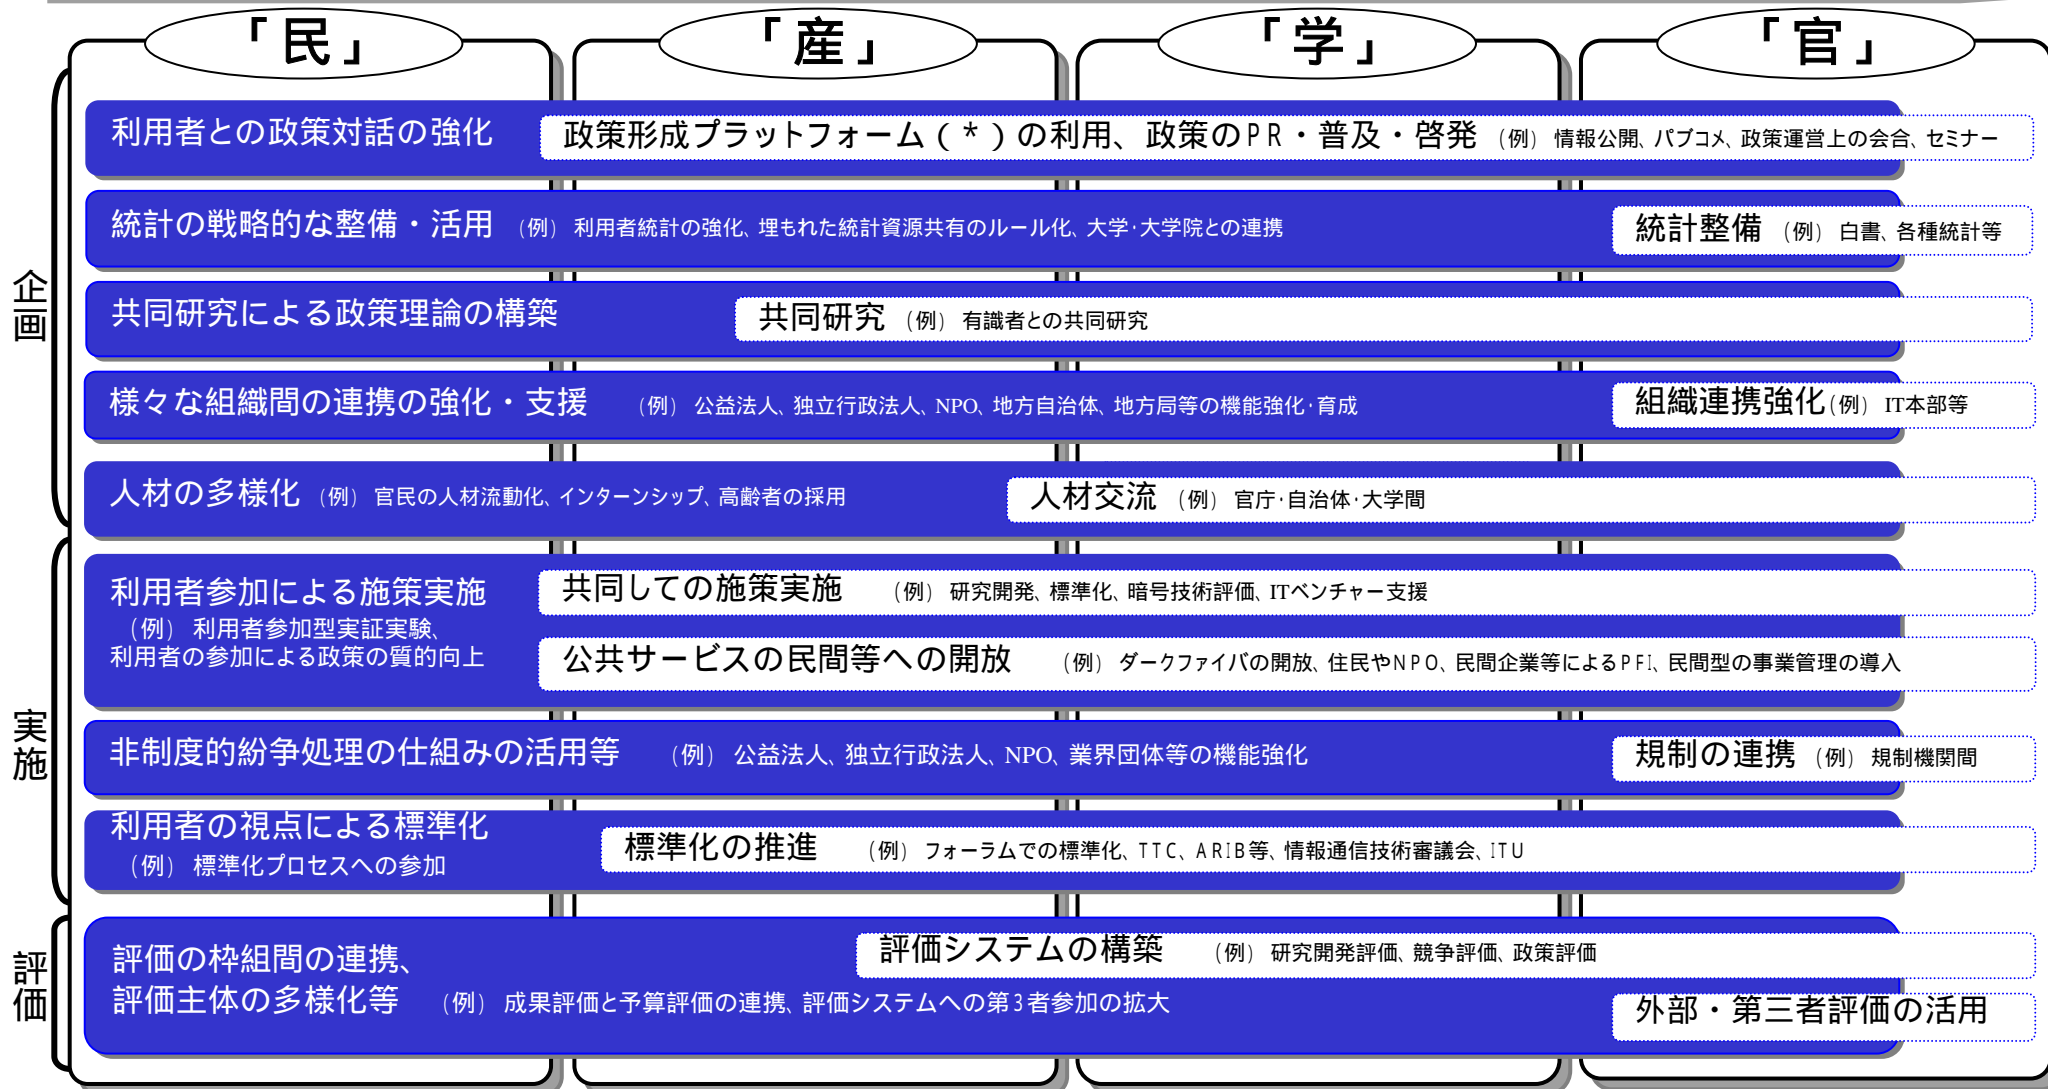 「民」
「産」
「学」
「官」
企画
利用者との政策対話の強化
政策形成プラットフォーム（＊）の利用、政策のPR・普及・啓発 （例） 情報公開、パブコメ、政策運営上の会合、セミナー
統計の戦略的な整備・活用 （例） 利用者統計の強化、埋もれた統計資源共有のルール化、大学・大学院との連携
統計整備 （例） 白書、各種統計等
共同研究による政策理論の構築
共同研究 （例） 有識者との共同研究
様々な組織間の連携の強化・支援 （例） 公益法人、独立行政法人、NPO、地方自治体、地方局等の機能強化・育成
組織連携強化（例） IT本部等
人材の多様化 （例） 官民の人材流動化、インターンシップ、高齢者の採用
人材交流 （例） 官庁・自治体・大学間
実施
利用者参加による施策実施
（例） 利用者参加型実証実験、
利用者の参加による政策の質的向上
共同しての施策実施 （例） 研究開発、標準化、暗号技術評価、ITベンチャー支援
公共サービスの民間等への開放 （例） ダークファイバの開放、住民やNPO、民間企業等によるPFI、民間型の事業管理の導入
非制度的紛争処理の仕組みの活用等 （例） 公益法人、独立行政法人、NPO、業界団体等の機能強化
規制の連携 （例） 規制機関間
利用者の視点による標準化
（例） 標準化プロセスへの参加
標準化の推進 （例） フォーラムでの標準化、TTC、ARIB等、情報通信技術審議会、ITU
評価
評価の枠組間の連携、
評価主体の多様化等 （例） 成果評価と予算評価の連携、評価システムへの第3者参加の拡大
評価システムの構築 （例） 研究開発評価、競争評価、政策評価
外部・第三者評価の活用